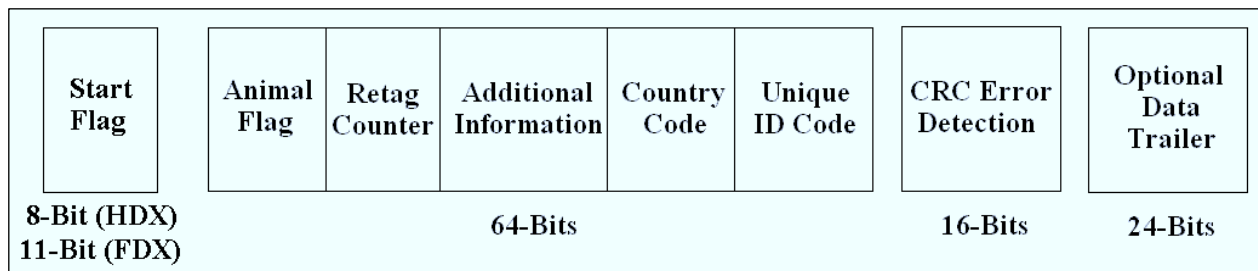 Start
Flag
Animal
Flag
Retag
Counter
Additional
Information
Country
Code
Unique
ID Code
CRC Error
Detection
Optional
Data
Trailer
8-Bit (HDX)
11-Bit (FDX)
64-Bits
16-Bits
24-Bits